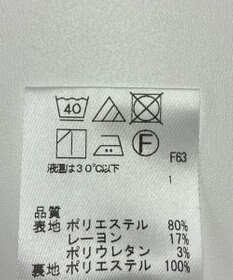 40
F
F63
液温は30℃以下
1
品質
表地 ポリエステル 80%
レーヨン 17%
ポリウレタン 3%
裏地 ポリエステル 100%